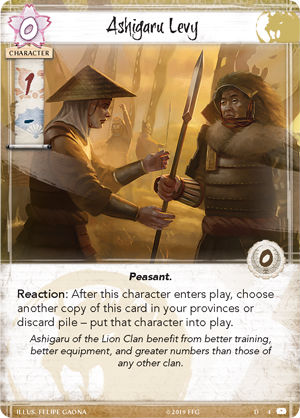 Ashigaru Levy
0
CHARACTER
1
0
Peasant.
Reaction: After this character enters play, choose
another copy of this card in your provinces or
discard pile – put that character into play.
Ashigaru of the Lion Clan benefit from better training,
better equipment, and greater numbers than those of
any other clan.
ILLUS. FELIPE GAONA
©2019 FFG
D 4